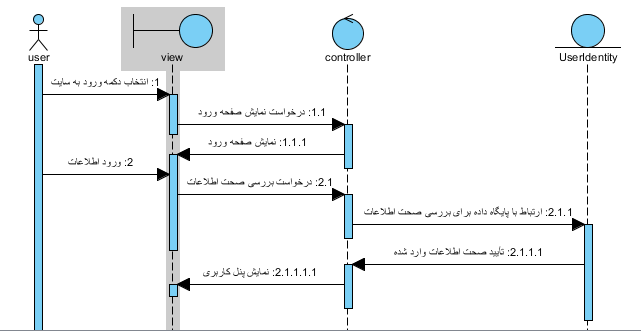 user
view
controller
UserIdentity
1: انتخاب دکمه ورود به سایت
1.1: درخواست نمایش صفحه ورود
1.1.1: نمایش صفحه ورود
2: ورود اطلاعات
2.1: درخواست بررسی صحت اطلاعات
2.1.1: ارتباط با پایگاه داده برای بررسی صحت اطلاعات
2.1.1.1: تأیید صحت اطلاعات وارد شده
2.1.1.1.1: نمایش پنل کاربری